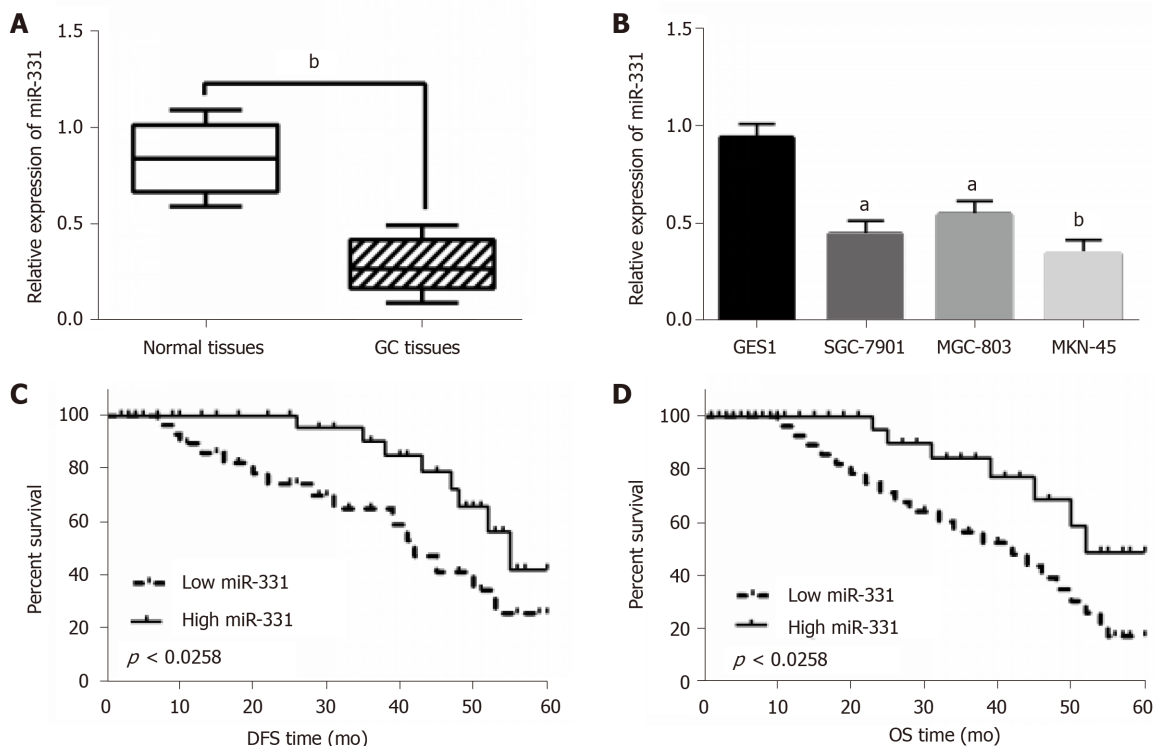 A
Relative expression of miR-331
1.5
1.0
0.5
0.0
b
Normal tissues
GC tissues
B
Relative expression of miR-331
1.5
1.0
0.5
0.0
a
a
b
GES1
SGC-7901
MGC-803
MKN-45
C
Percent survival
100
80
60
40
20
0
Low miR-331
High miR-331
p < 0.0258
0 10 20 30 40 50 60
DFS time (mo)
D
Percent survival
100
80
60
40
20
0
Low miR-331
High miR-331
p < 0.0258
0 10 20 30 40 50 60
OS time (mo)